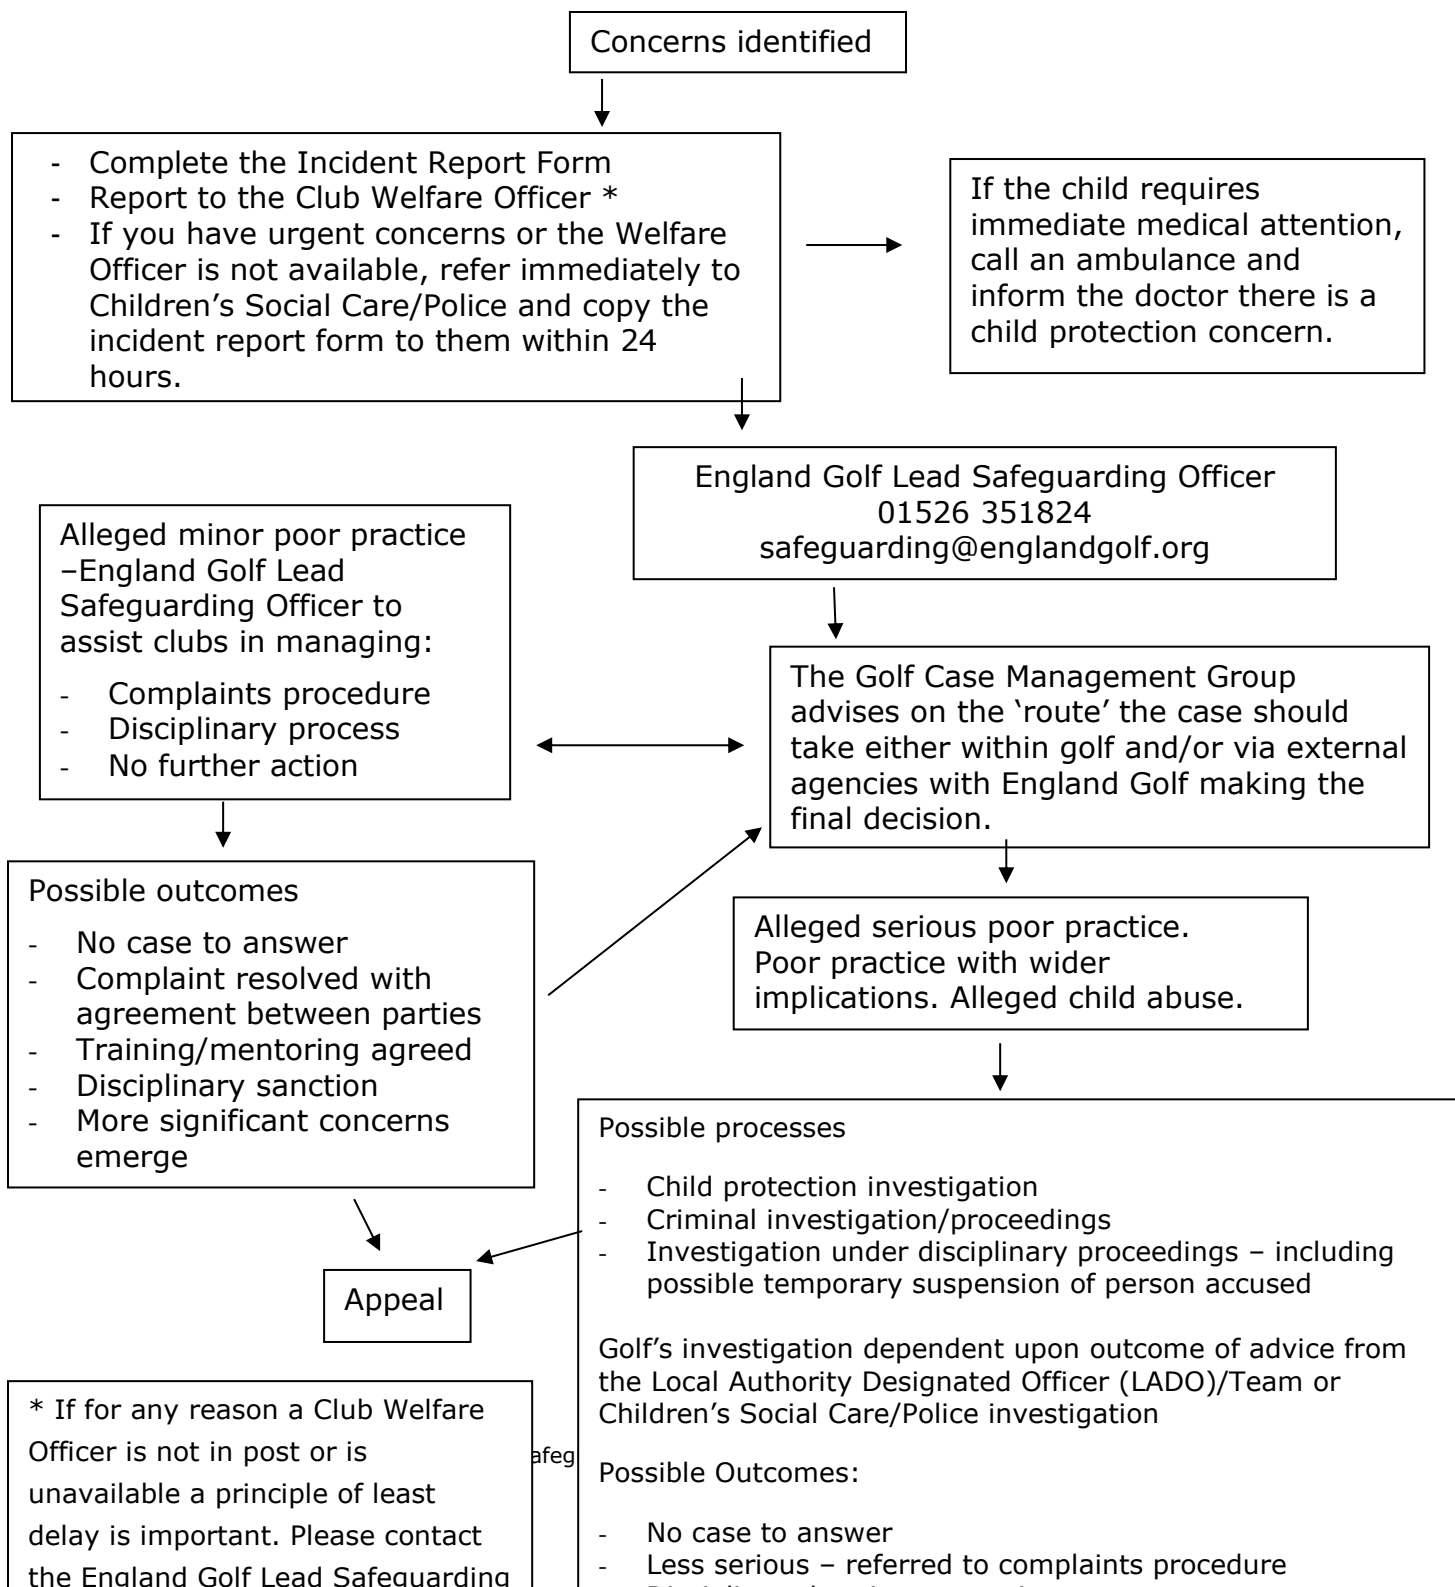 Concerns identified
- Complete the Incident Report Form
- Report to the Club Welfare Officer *
- If you have urgent concerns or the Welfare
Officer is not available, refer immediately to
Children’s Social Care/Police and copy the
incident report form to them within 24
hours.
If the child requires
immediate medical attention,
call an ambulance and
inform the doctor there is a
child protection concern.
England Golf Lead Safeguarding Officer
01526 351824
safeguarding@englandgolf.org
Alleged minor poor practice
–England Golf Lead
Safeguarding Officer to
assist clubs in managing:
- Complaints procedure
- Disciplinary process
- No further action
The Golf Case Management Group
advises on the ‘route’ the case should
take either within golf and/or via external
agencies with England Golf making the
final decision.
Possible outcomes
- No case to answer
- Complaint resolved with
agreement between parties
- Training/mentoring agreed
- Disciplinary sanction
- More significant concerns
emerge
Alleged serious poor practice.
Poor practice with wider
implications. Alleged child abuse.
Possible processes
- Child protection investigation
- Criminal investigation/proceedings
- Investigation under disciplinary proceedings – including
possible temporary suspension of person accused
Golf’s investigation dependent upon outcome of advice from
the Local Authority Designated Officer (LADO)/Team or
Children’s Social Care/Police investigation
Possible Outcomes:
- No case to answer
- Less serious – referred to complaints procedure
Appeal
* If for any reason a Club Welfare
Officer is not in post or is
unavailable a principle of least
delay is important. Please contact
the England Golf Lead Safeguarding
afeg